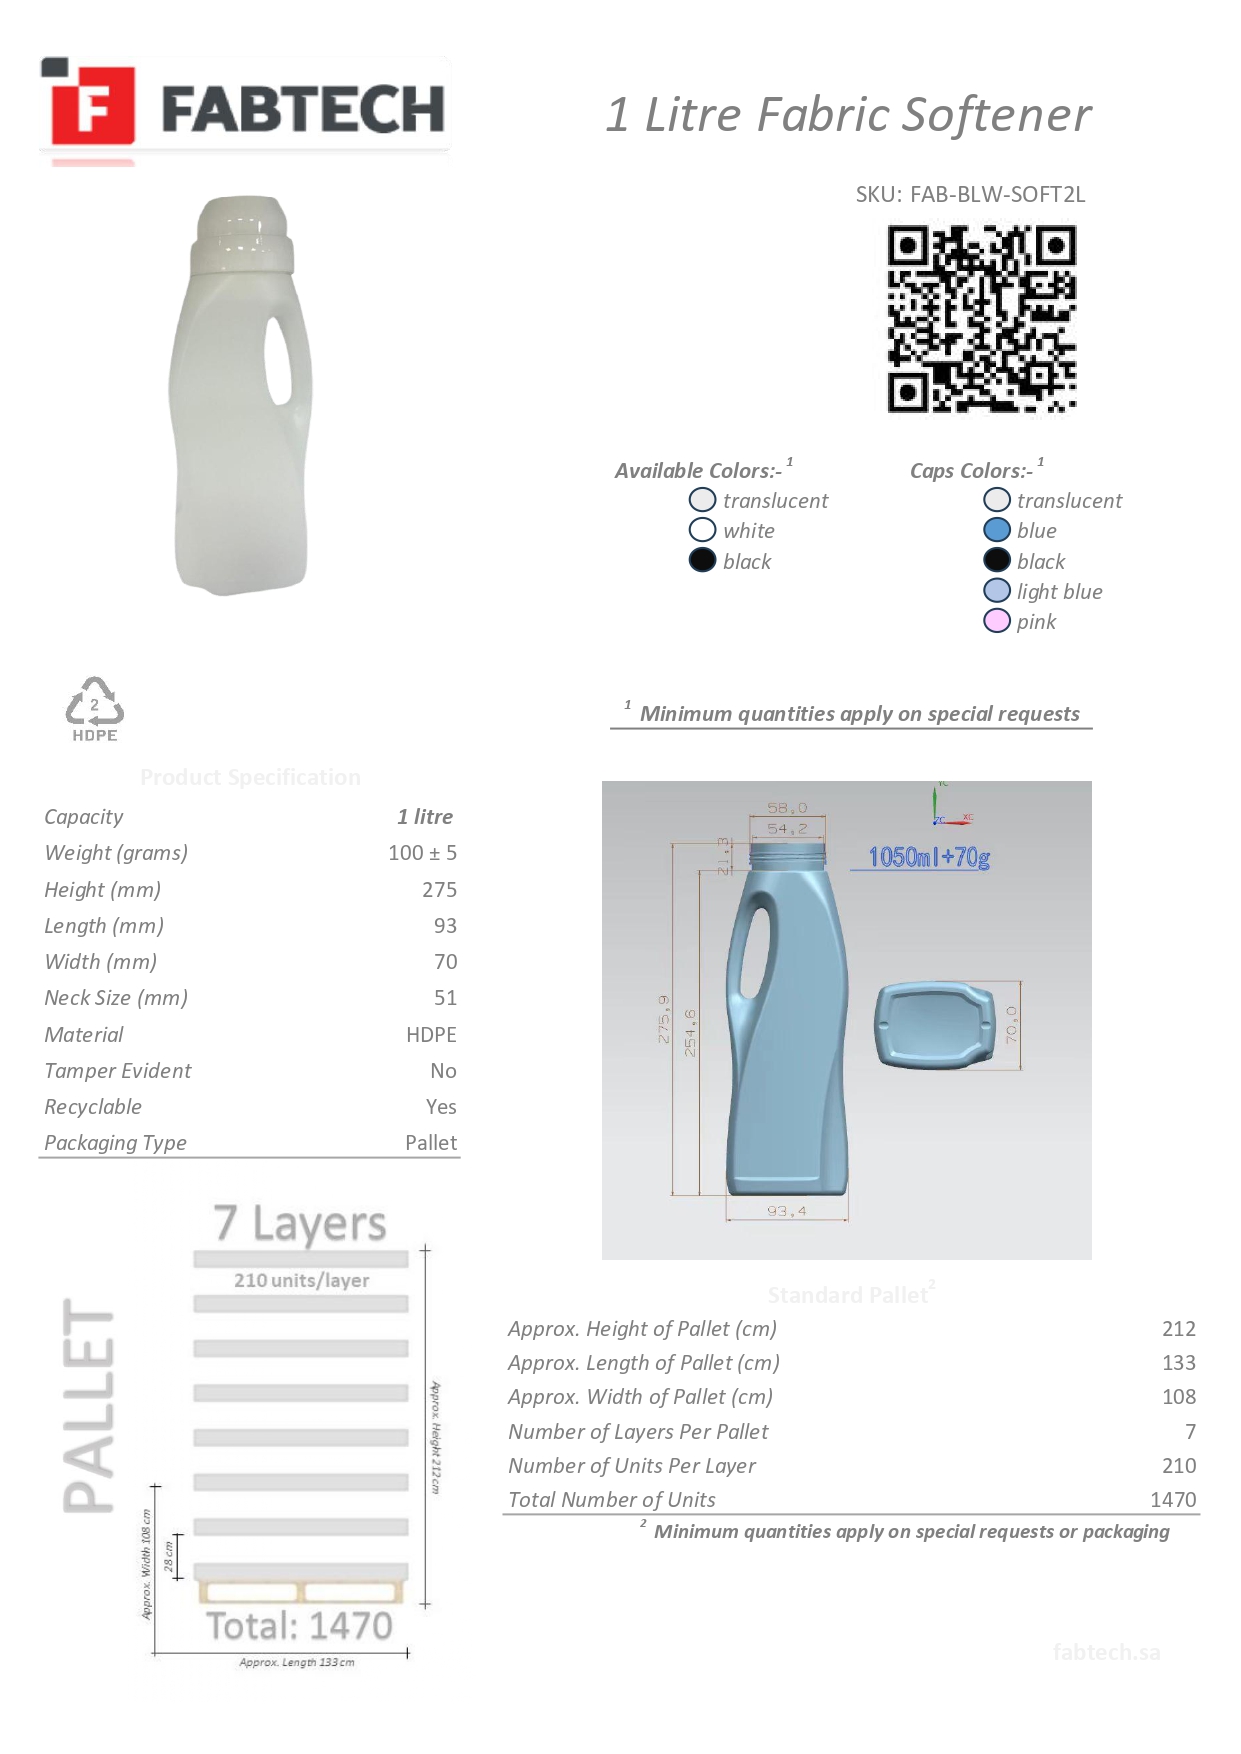 F FABTECH
1 Litre Fabric Softener
SKU: FAB-BLW-SOFT2L
Available Colors:- 1
translucent
white
black
Caps Colors:- 1
translucent
blue
black
light blue
pink
2
HDPE
1 Minimum quantities apply on special requests
Product Specification
Capacity 1 litre
Weight (grams) 100 ± 5
Height (mm) 275
Length (mm) 93
Width (mm) 70
Neck Size (mm) 51
Material HDPE
Tamper Evident No
Recyclable Yes
Packaging Type Pallet
YC
ZC XC
58.0
54.2
21.3
1050ml+70g
275.9
254.6
70.0
93.4
PALLET
7 Layers
210 units/layer
Approx. Height 212 cm
Approx. Width 108 cm
28 cm
Total: 1470
Approx. Length 133 cm
Standard Pallet 2
Approx. Height of Pallet (cm) 212
Approx. Length of Pallet (cm) 133
Approx. Width of Pallet (cm) 108
Number of Layers Per Pallet 7
Number of Units Per Layer 210
Total Number of Units 1470
2 Minimum quantities apply on special requests or packaging
fabtech.sa